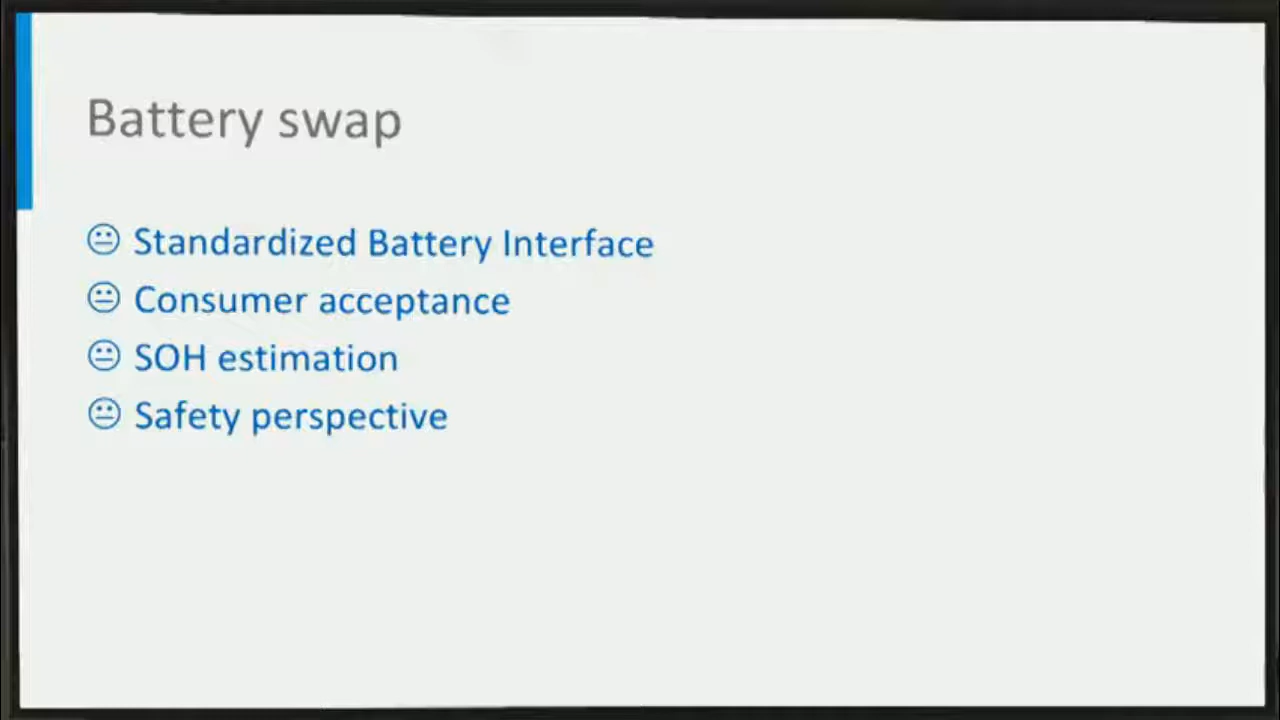 Battery swap
😐 Standardized Battery Interface
😐 Consumer acceptance
😐 SOH estimation
😐 Safety perspective